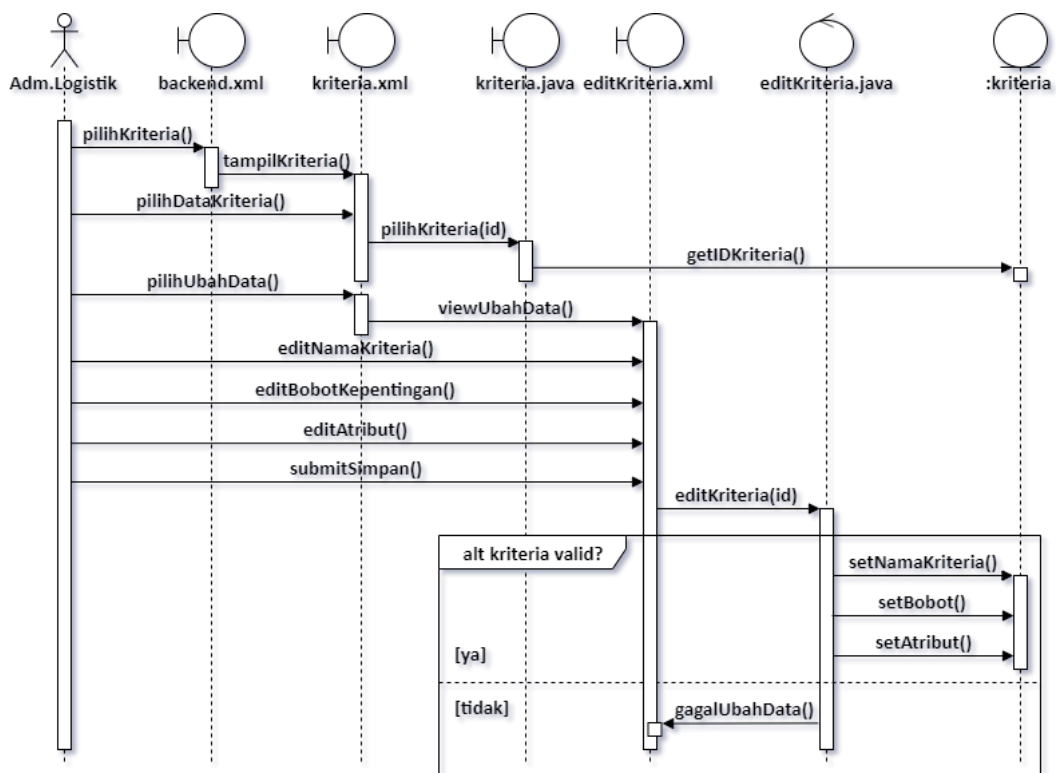 Adm.Logistik
backend.xml
kriteria.xml
kriteria.java
editKriteria.xml
editKriteria.java
:kriteria
pilihKriteria()
tampilKriteria()
pilihDataKriteria()
pilihKriteria(id)
getIDKriteria()
pilihUbahData()
viewUbahData()
editNamaKriteria()
editBobotKepentingan()
editAtribut()
submitSimpan()
editKriteria(id)
alt kriteria valid?
setNamaKriteria()
setBobot()
setAtribut()
[ya]
[tidak]
gagalUbahData()